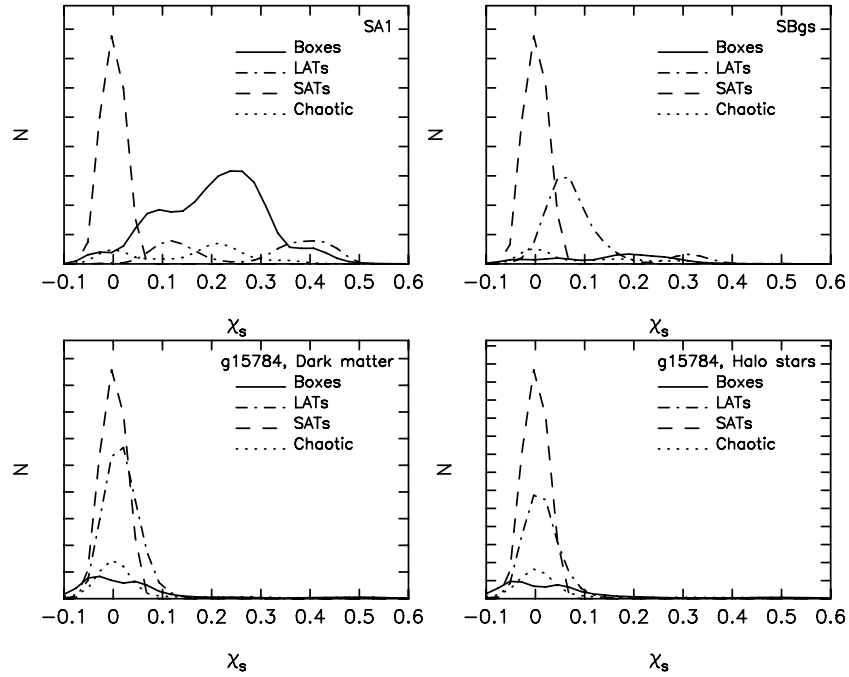 SA1
Boxes
LATs
SATs
Chaotic
N
−0.1 0 0.1 0.2 0.3 0.4 0.5 0.6
χs
SBgs
Boxes
LATs
SATs
Chaotic
N
−0.1 0 0.1 0.2 0.3 0.4 0.5 0.6
χs
g15784, Dark matter
Boxes
LATs
SATs
Chaotic
N
−0.1 0 0.1 0.2 0.3 0.4 0.5 0.6
χs
g15784, Halo stars
Boxes
LATs
SATs
Chaotic
N
−0.1 0 0.1 0.2 0.3 0.4 0.5 0.6
χs